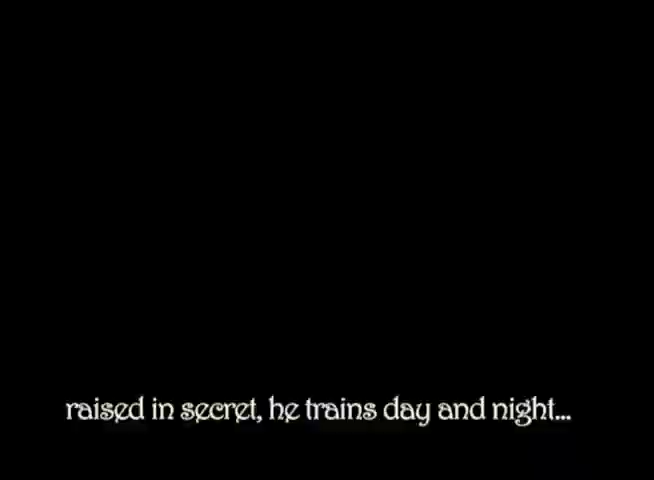 raised in secret, he trains day and night...